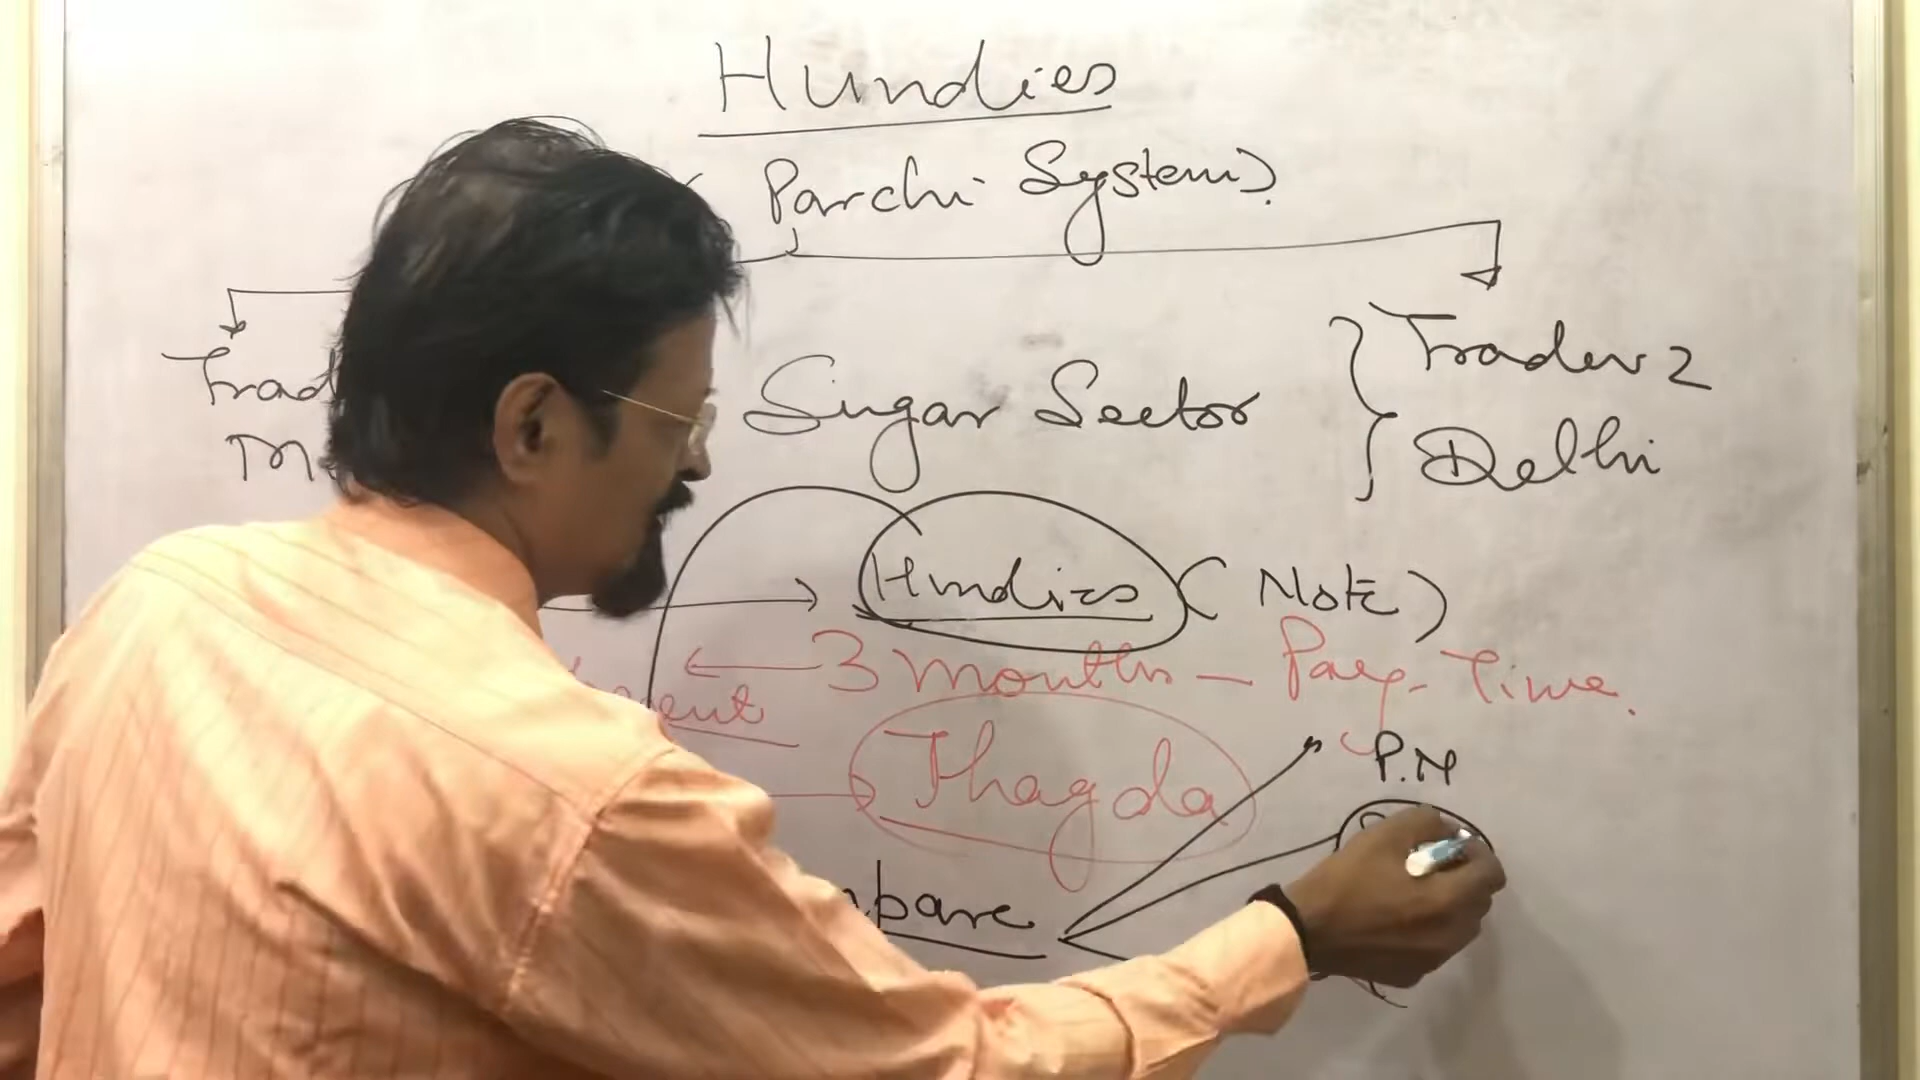 Hundies
Parchi System)
Sugar Sector
Trader 2
Delhi
Hundies (Note)
3 months - Pay. Time.
Jhagda
P.N